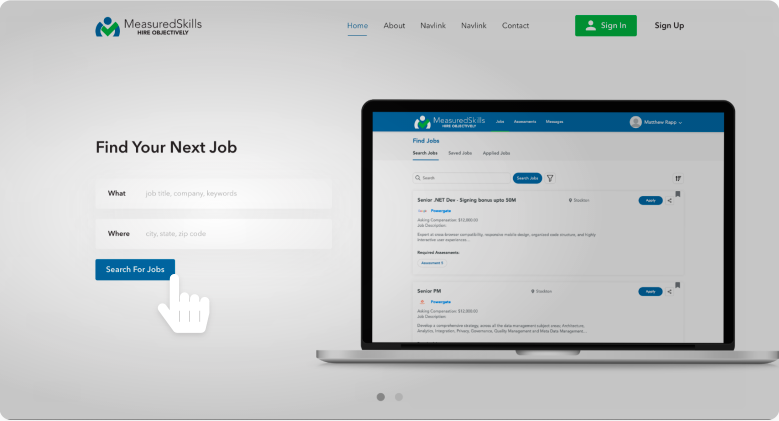 MeasuredSkills
HIRE OBJECTIVELY
Home About Navlink Navlink Contact
Sign In
Sign Up
Find Your Next Job
What job title, company, keywords
Where city, state, zip code
Search For Jobs
MeasuredSkills
HIRE OBJECTIVELY
Jobs Assessments Messages
Matthew Rapp
Find Jobs
Search Jobs Saved Jobs Applied Jobs
Search
Search Jobs
Senior .NET Dev - Signing bonus upto 50M
Stockton
Apply
Powergate
Asking Compensation: $12,000.00
Job Description
Expert at cross-browser compatibility, responsive mobile design, organized code structure, and highly
interactive user experiences...
Required Assessments
Assessment 3
Senior PM
Stockton
Apply
Powergate
Asking Compensation: $12,000.00
Job Description
Develop a comprehensive strategy across all the data management subject areas; Architecture,
Analytics, Integration, Privacy, Governance, Quality Management and Meta Data Management...